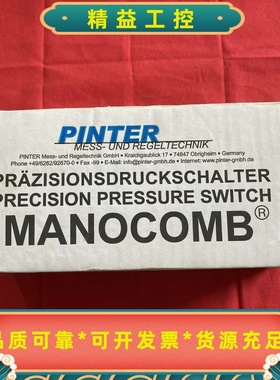 精益工控
PINTER
MESS- UND REGELTECHNIK
PINTER Mess- und Regeltechnik GmbH • Kraichgaublick 17 • 74847 Obrigheim • Germany
Phone +49/6262/92670-0 • Fax -99 • E-Mail: info@pinter-gmbh.de • www.pinter-gmbh.de
PRÄZISIONSDRUCKSCHALTER
PRECISION PRESSURE SWITCH
MANOCOMB®
品质可靠*可开发票*货源充足